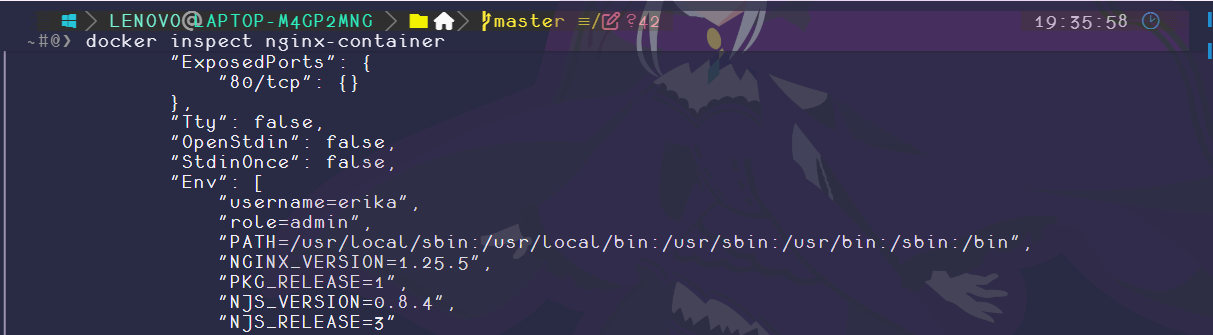 LENOVO@LAPTOP-M4GP2MNG master ≡/ ?42 19:35:58
~#@❯ docker inspect nginx-container
"ExposedPorts": {
"80/tcp": {}
},
"Tty": false,
"OpenStdin": false,
"StdinOnce": false,
"Env": [
"username=erika",
"role=admin",
"PATH=/usr/local/sbin:/usr/local/bin:/usr/sbin:/usr/bin:/sbin:/bin",
"NGINX_VERSION=1.25.5",
"PKG_RELEASE=1",
"NJS_VERSION=0.8.4",
"NJS_RELEASE=3"